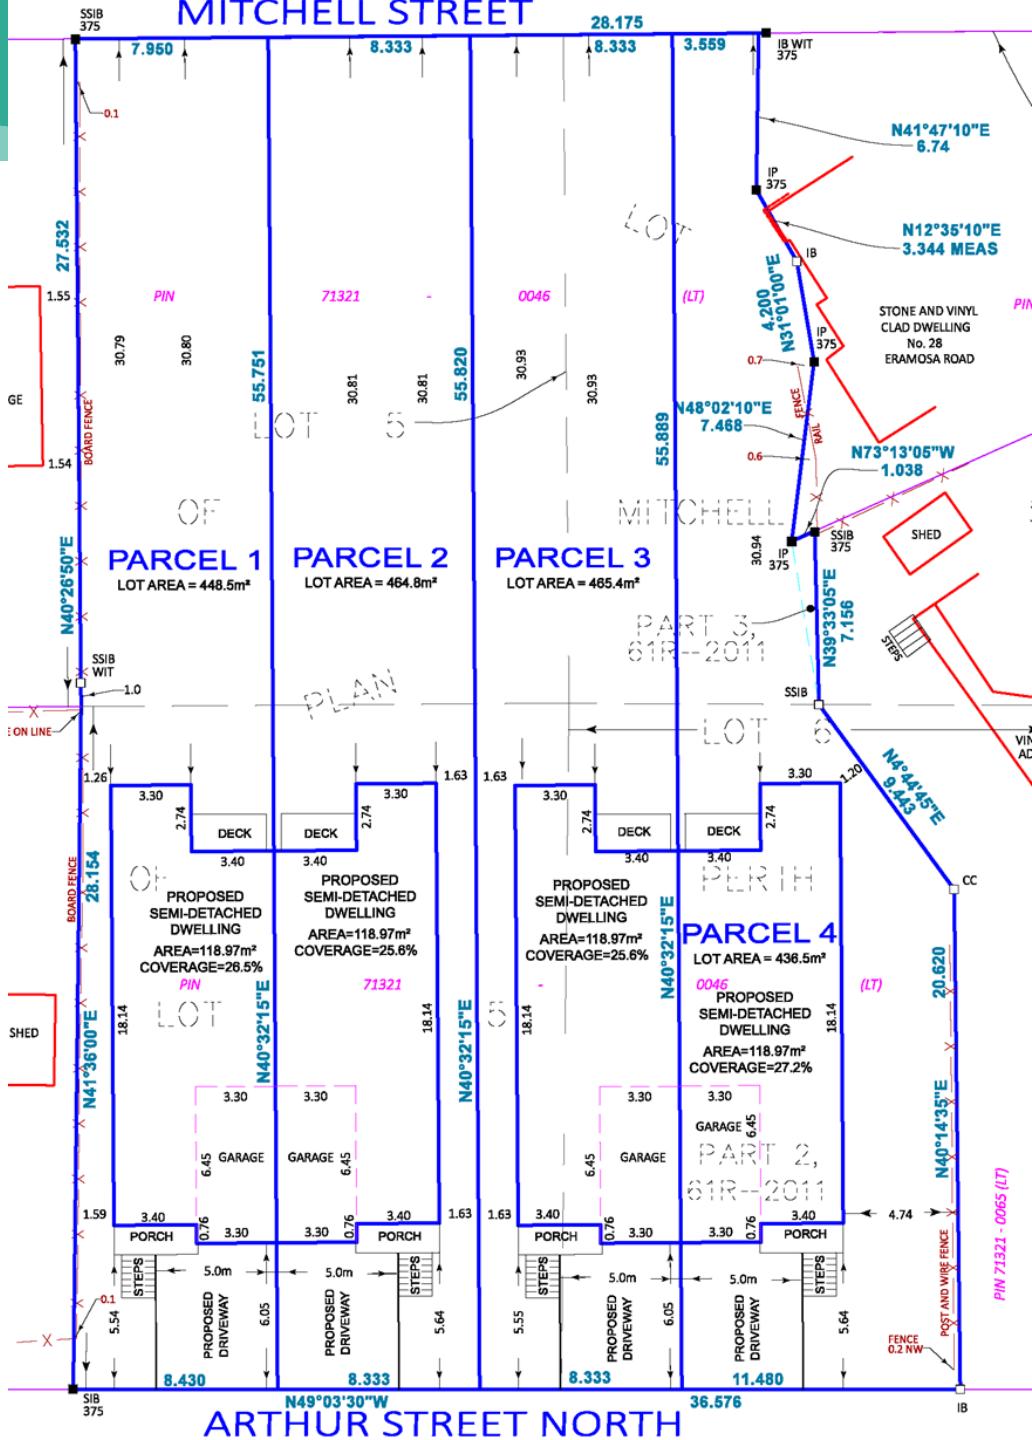 MITCHELL STREET
SSIB
375
28.175
7.950
8.333
8.333
3.559
IB WIT
375
0.1
N41°47'10"E
6.74
IP
375
LOT
N12°35'10"E
3.344 MEAS
27.532
IB
4.200
N31°01'00"E
1.55
PIN
71321
-
0046
(LT)
PIN
STONE AND VINYL
CLAD DWELLING
No. 28
ERAMOSA ROAD
IP
375
30.79
30.80
55.751
30.81
30.81
55.820
30.93
30.93
0.7
GE
BOARD FENCE
LOT 5
55.889
N48°02'10"E
7.468
RAIL
FENCE
0.6
N73°13'05"W
1.038
1.54
OF
MITCHELL
SSIB
375
SHED
N40°26'50"E
PARCEL 1
LOT AREA = 448.5m²
PARCEL 2
LOT AREA = 464.8m²
PARCEL 3
LOT AREA = 465.4m²
30.94
IP
375
PART 3,
61R--2011
N39°33'05"E
7.156
STEPS
SSIB
WIT
1.0
PLAN
SSIB
E ON LINE
LOT 6
VIN
AD
1.26
3.30
2.74
DECK
DECK
2.74
3.30
1.63
1.63
3.30
2.74
DECK
DECK
2.74
3.30
1.20
N4°44'45"E
9.443
3.40
3.40
3.40
3.40
CC
BOARD FENCE
28.154
OF
PERTH
PROPOSED
SEMI-DETACHED
DWELLING
AREA=118.97m²
COVERAGE=26.5%
PROPOSED
SEMI-DETACHED
DWELLING
AREA=118.97m²
COVERAGE=25.6%
PROPOSED
SEMI-DETACHED
DWELLING
AREA=118.97m²
COVERAGE=25.6%
PARCEL 4
LOT AREA = 436.5m²
PIN
71321
-
0046
(LT)
PROPOSED
SEMI-DETACHED
DWELLING
AREA=118.97m²
COVERAGE=27.2%
20.620
SHED
N41°36'00"E
18.14
LOT
N40°32'15"E
18.14
N40°32'15"E
5
18.14
N40°32'15"E
18.14
N40°14'35"E
3.30
3.30
3.30
3.30
6.45
GARAGE
GARAGE
6.45
6.45
GARAGE
GARAGE
6.45
PART 2,
61R--2011
PIN 71321 - 0065 (LT)
1.59
3.40
0.76
3.30
3.30
0.76
3.40
1.63
1.63
3.40
0.76
3.30
3.30
0.76
3.40
4.74
PORCH
PORCH
PORCH
PORCH
POST AND WIRE FENCE
STEPS
5.0m
5.0m
STEPS
STEPS
5.0m
5.0m
STEPS
0.1
5.54
PROPOSED
DRIVEWAY
6.05
PROPOSED
DRIVEWAY
5.64
5.55
PROPOSED
DRIVEWAY
6.05
PROPOSED
DRIVEWAY
5.64
FENCE
0.2 NW
8.430
8.333
8.333
11.480
SIB
375
N49°03'30"W
36.576
IB
ARTHUR STREET NORTH